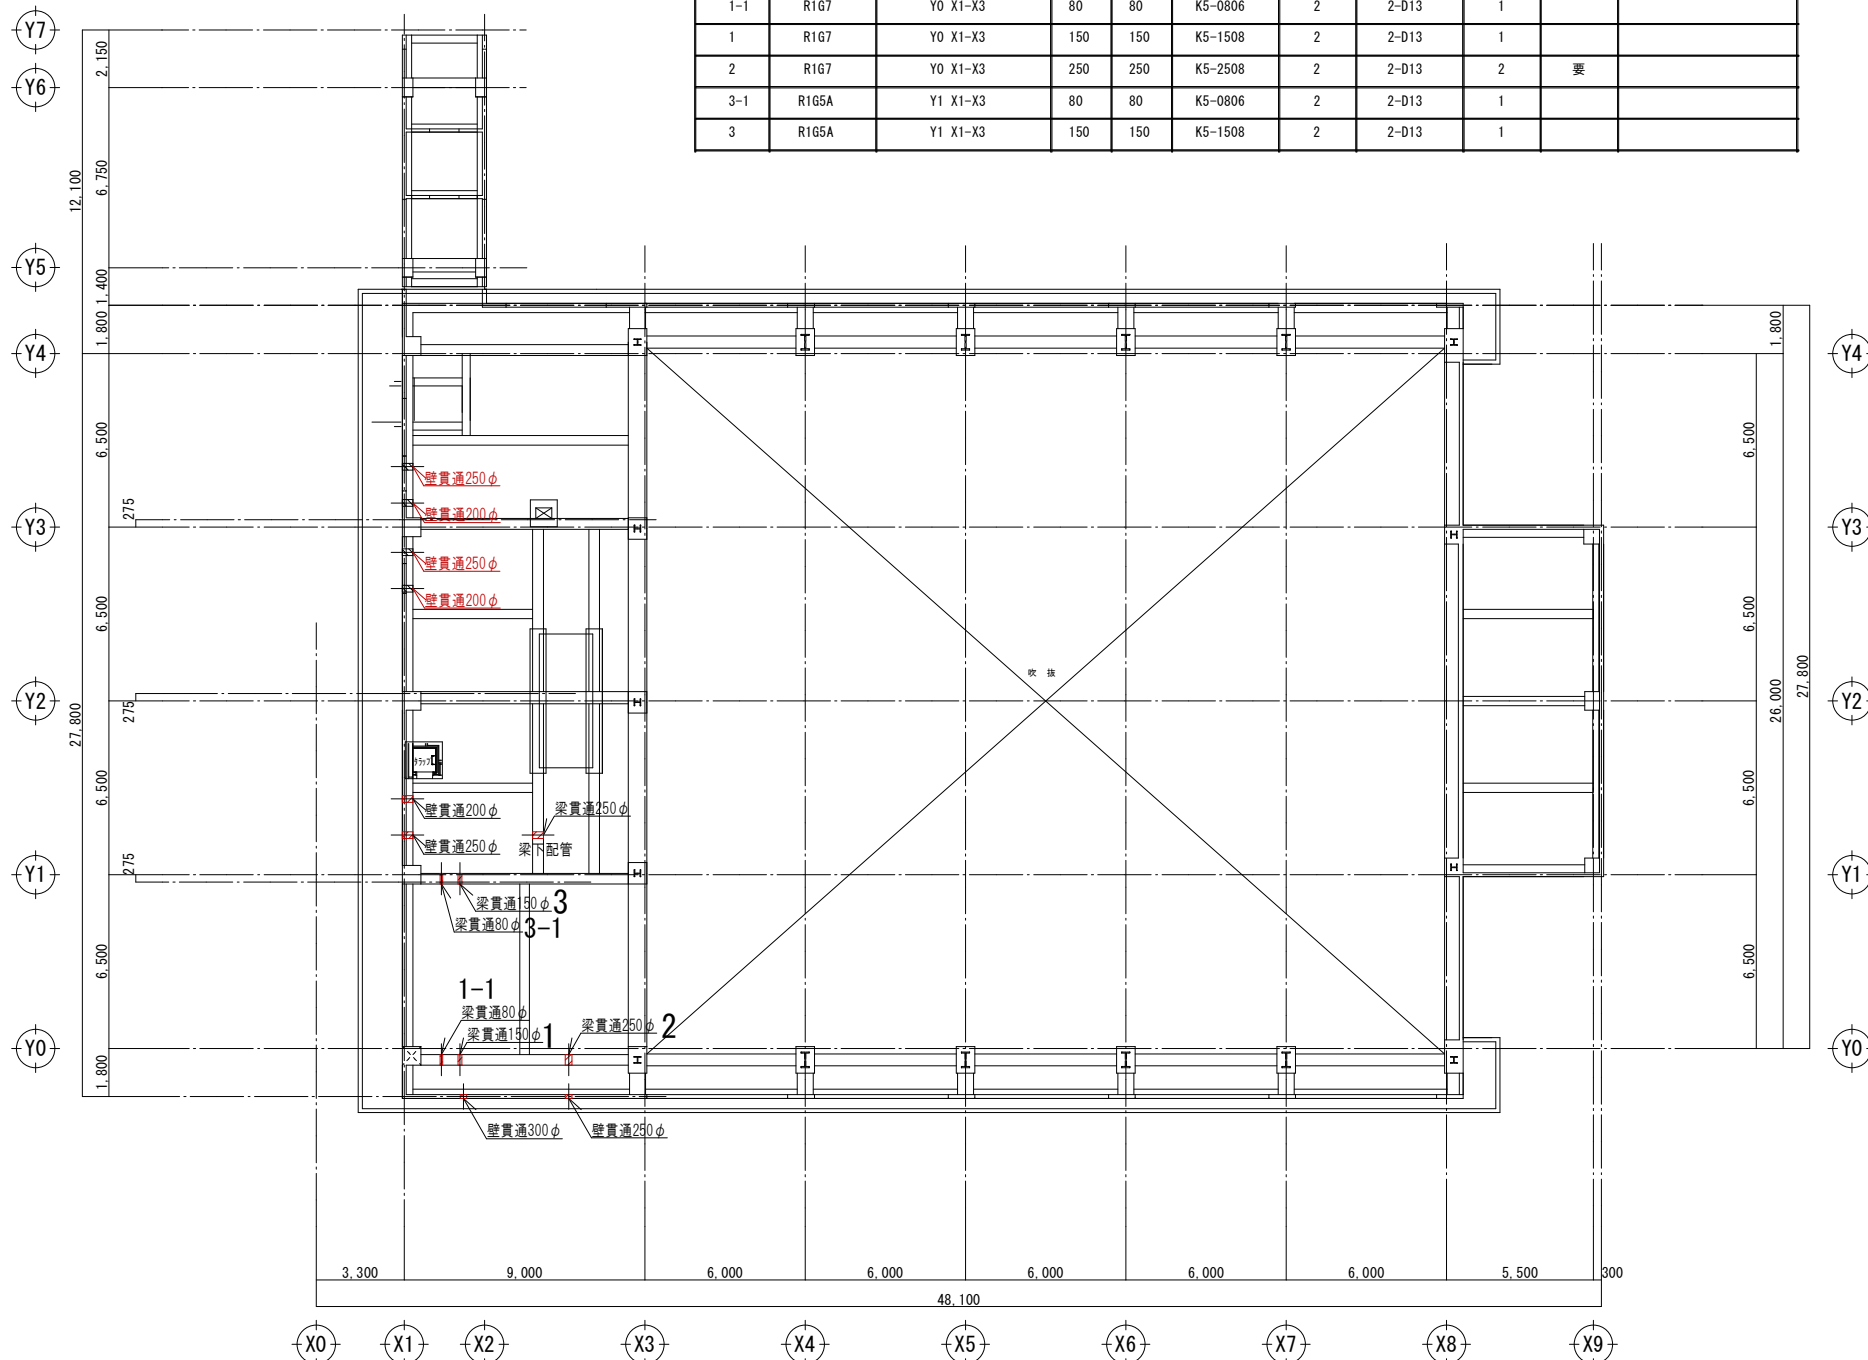 1-1 R1G7 Y0 X1-X3 80 80 K5-0806 2 2-D13 1
1 R1G7 Y0 X1-X3 150 150 K5-1508 2 2-D13 1
2 R1G7 Y0 X1-X3 250 250 K5-2508 2 2-D13 2 要
3-1 R1G5A Y1 X1-X3 80 80 K5-0806 2 2-D13 1
3 R1G5A Y1 X1-X3 150 150 K5-1508 2 2-D13 1
Y7
2,150
Y6
12,100
6,750
Y5
1,400
1,800
1,800
Y4
Y4
6,500
6,500
壁貫通250φ
275
壁貫通200φ
Y3
Y3
壁貫通250φ
壁貫通200φ
6,500
6,500
吹 抜
27,800
26,000
Y2
Y2
275
27,800
タラップ
6,500
6,500
壁貫通200φ
梁貫通250φ
壁貫通250φ
梁下配管
275
Y1
Y1
梁貫通150φ 3
梁貫通80φ 3-1
6,500
6,500
1-1
梁貫通80φ
梁貫通150φ 1
梁貫通250φ 2
Y0
Y0
1,800
壁貫通300φ
壁貫通250φ
3,300
9,000
6,000
6,000
6,000
6,000
6,000
5,500
300
48,100
X0
X1
X2
X3
X4
X5
X6
X7
X8
X9